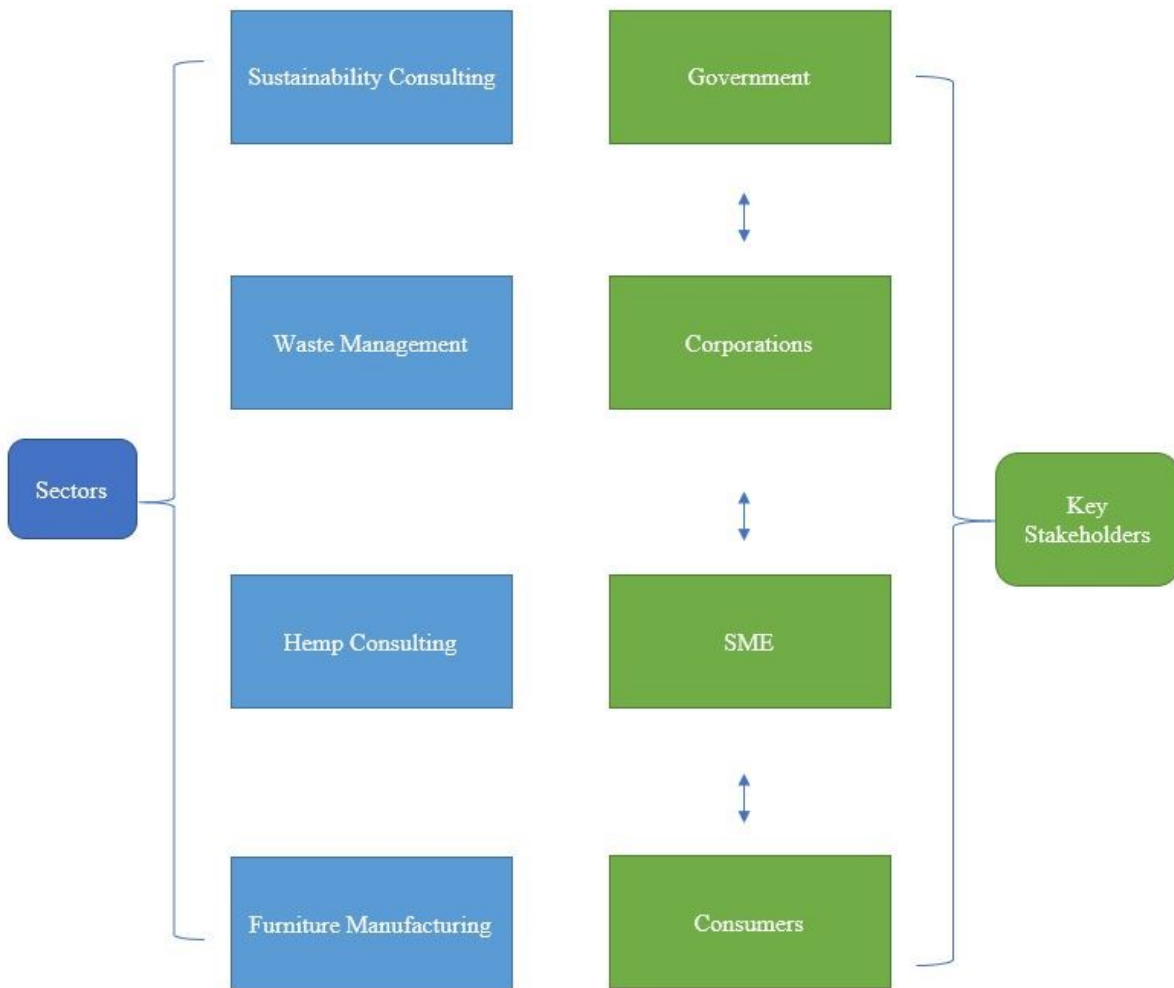 Sustainability Consulting
Government
Waste Management
Corporations
Sectors
Key
Stakeholders
Hemp Consulting
SME
Furniture Manufacturing
Consumers